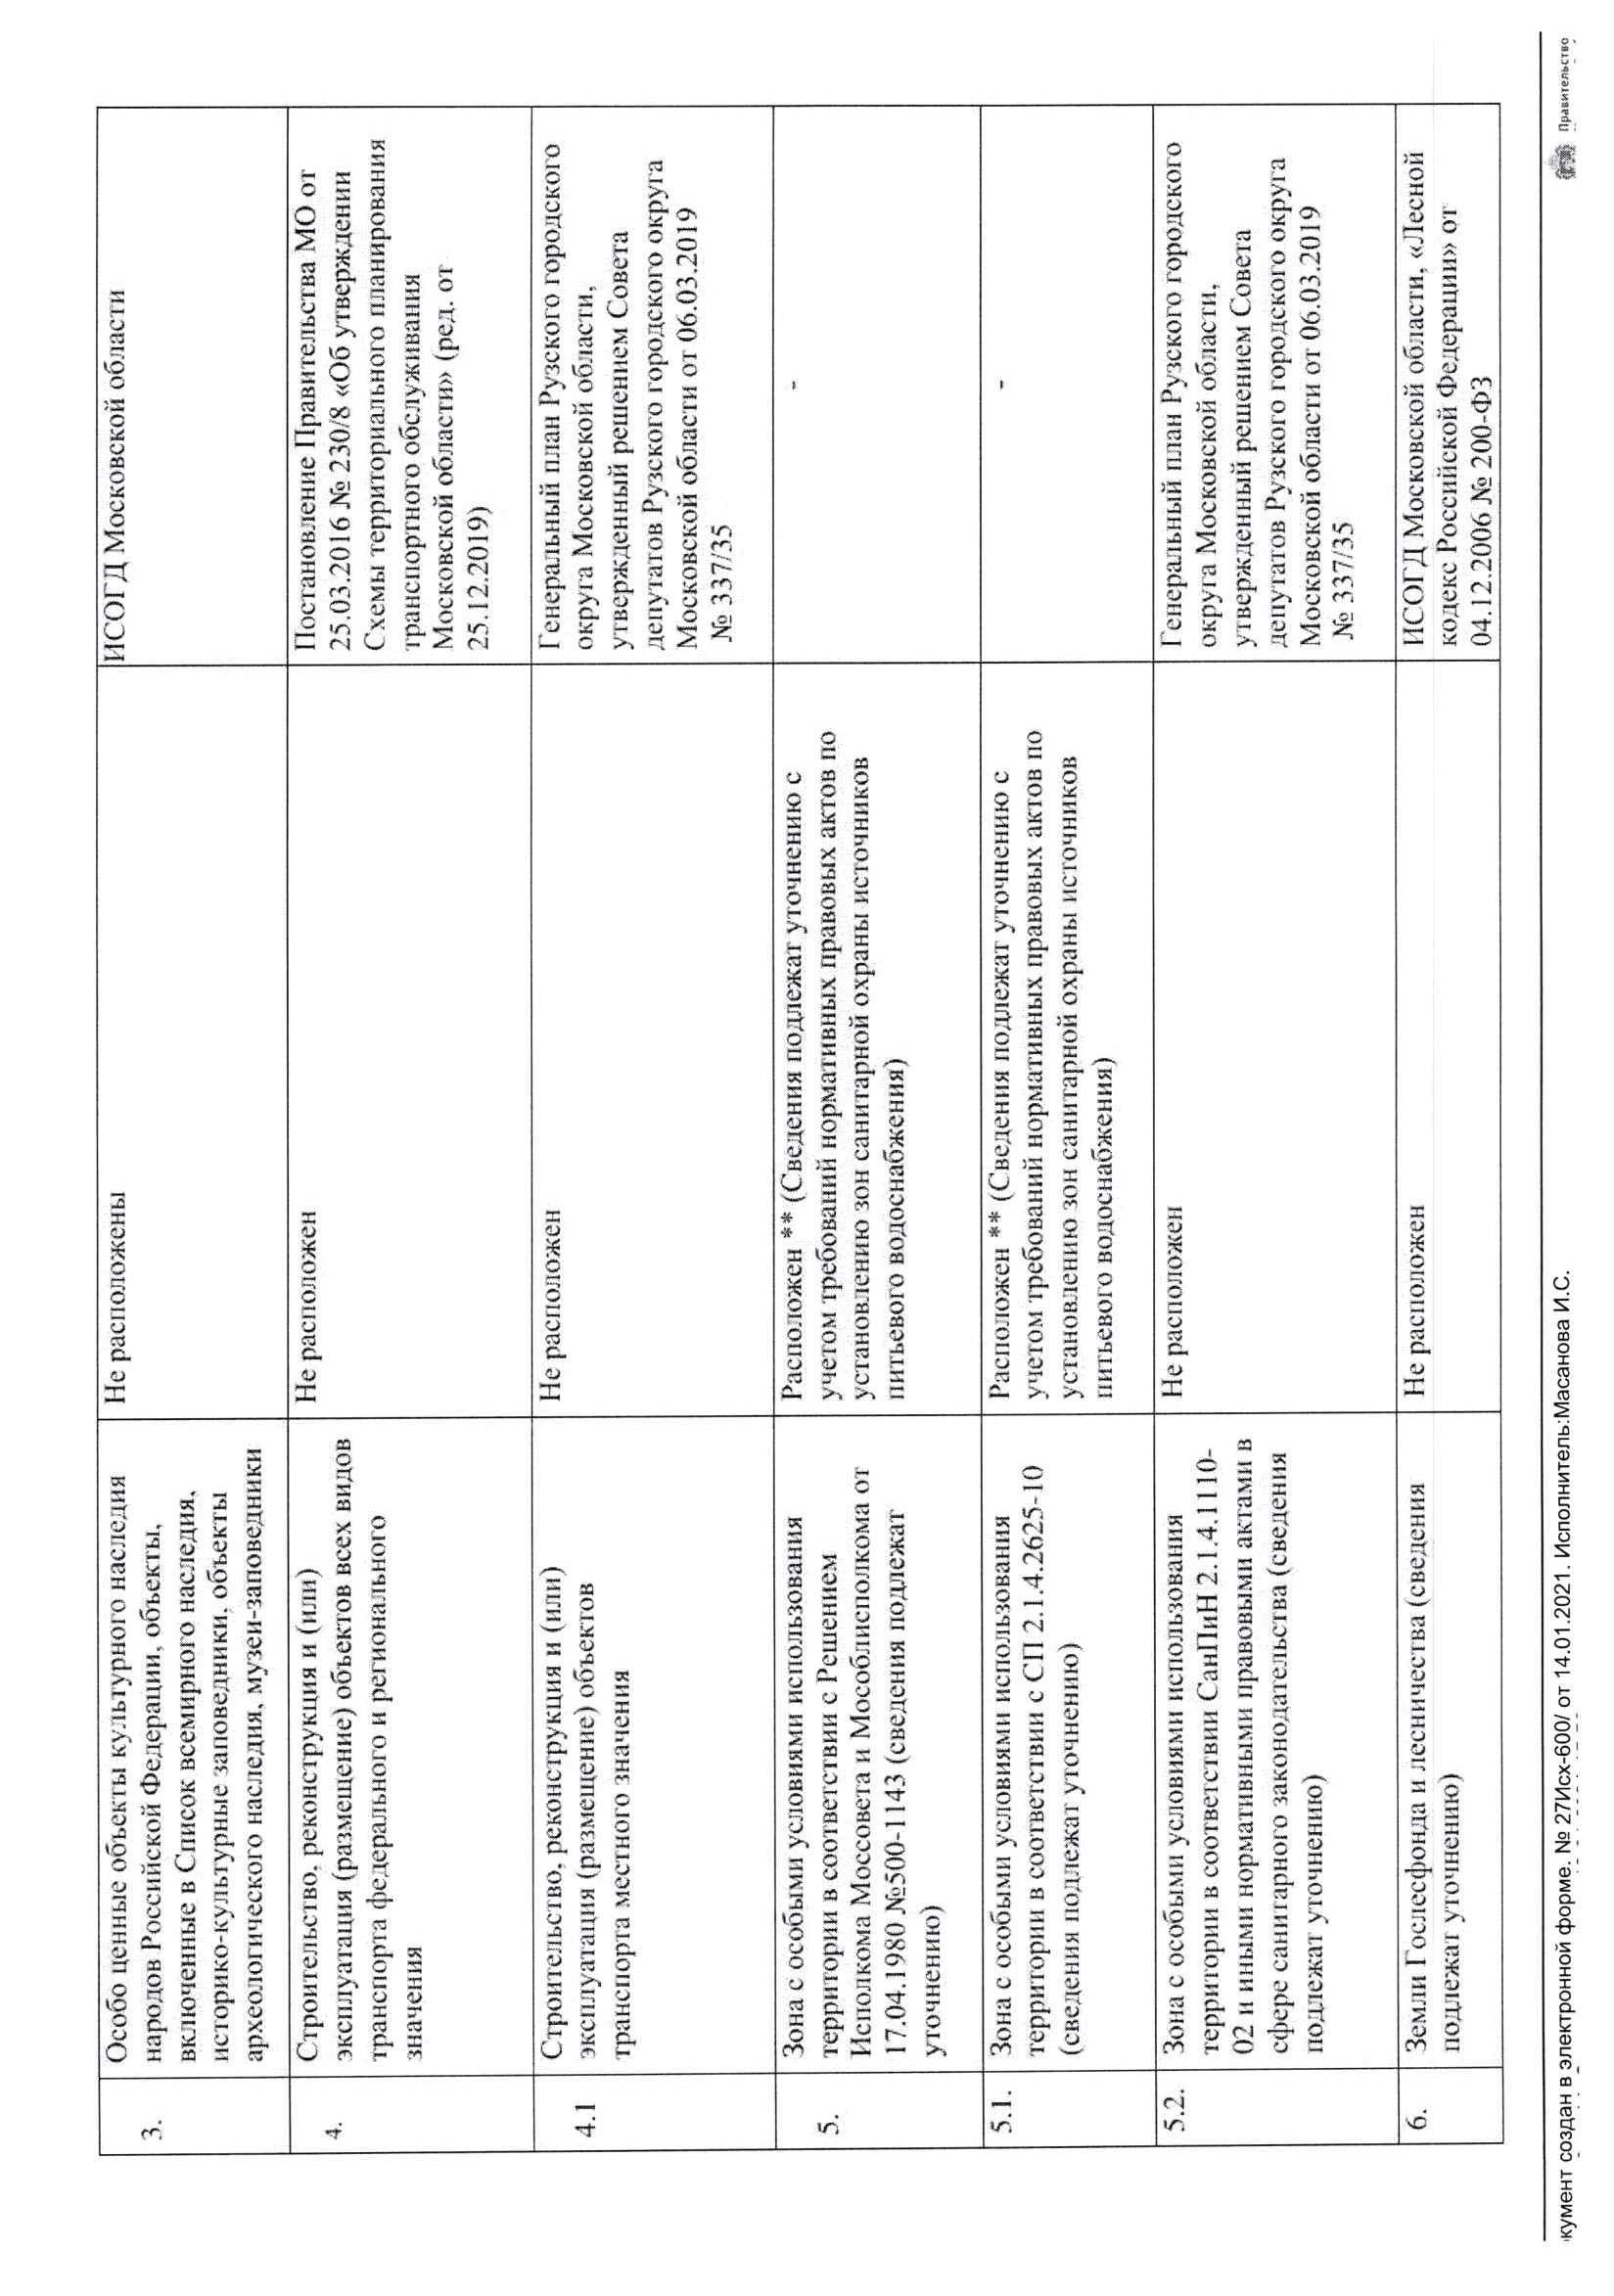 3.
Особо ценные объекты культурного наследия
народов Российской Федерации, объекты,
включенные в Список всемирного наследия,
историко-культурные заповедники, объекты
археологического наследия, музеи-заповедники
Не расположены
ИСОГД Московской области
4.
Строительство, реконструкция и (или)
эксплуатация (размещение) объектов всех видов
транспорта федерального и регионального
значения
Не расположен
Постановление Правительства МО от
25.03.2016 № 230/8 «Об утверждении
Схемы территориального планирования
транспортного обслуживания
Московской области» (ред. от
25.12.2019)
4.1
Строительство, реконструкция и (или)
эксплуатация (размещение) объектов
транспорта местного значения
Не расположен
Генеральный план Рузского городского
округа Московской области,
утвержденный решением Совета
депутатов Рузского городского округа
Московской области от 06.03.2019
№ 337/35
5.
Зона с особыми условиями использования
территории в соответствие с Решением
Исполкома Моссовета и Мособлисполкома от
17.04.1980 №500-1143 (сведения подлежат
уточнению)
Расположен ** (Сведения подлежат уточнению с
учетом требований нормативных правовых актов по
установлению зон санитарной охраны источников
питьевого водоснабжения)
-
5.1.
Зона с особыми условиями использования
территории в соответствии с СП 2.1.4.2625-10
(сведения подлежат уточнению)
Расположен ** (Сведения подлежат уточнению с
учетом требований нормативных правовых актов по
установлению зон санитарной охраны источников
питьевого водоснабжения)
-
5.2.
Зона с особыми условиями использования
территории в соответствии СанПиН 2.1.4.1110-
02 и иными нормативными правовыми актами в
сфере санитарного законодательства (сведения
подлежат уточнению)
Не расположен
Генеральный план Рузского городского
округа Московской области,
утвержденный решением Совета
депутатов Рузского городского округа
Московской области от 06.03.2019
№ 337/35
6.
Земли Гослесфонда и лесничества (сведения
подлежат уточнению)
Не расположен
ИСОГД Московской области, «Лесной
кодекс Российской Федерации» от
04.12.2006 № 200-ФЗ
кумент создан в электронной форме. № 27Исх-600/ от 14.01.2021. Исполнитель:Масанова И.С.
Правительство